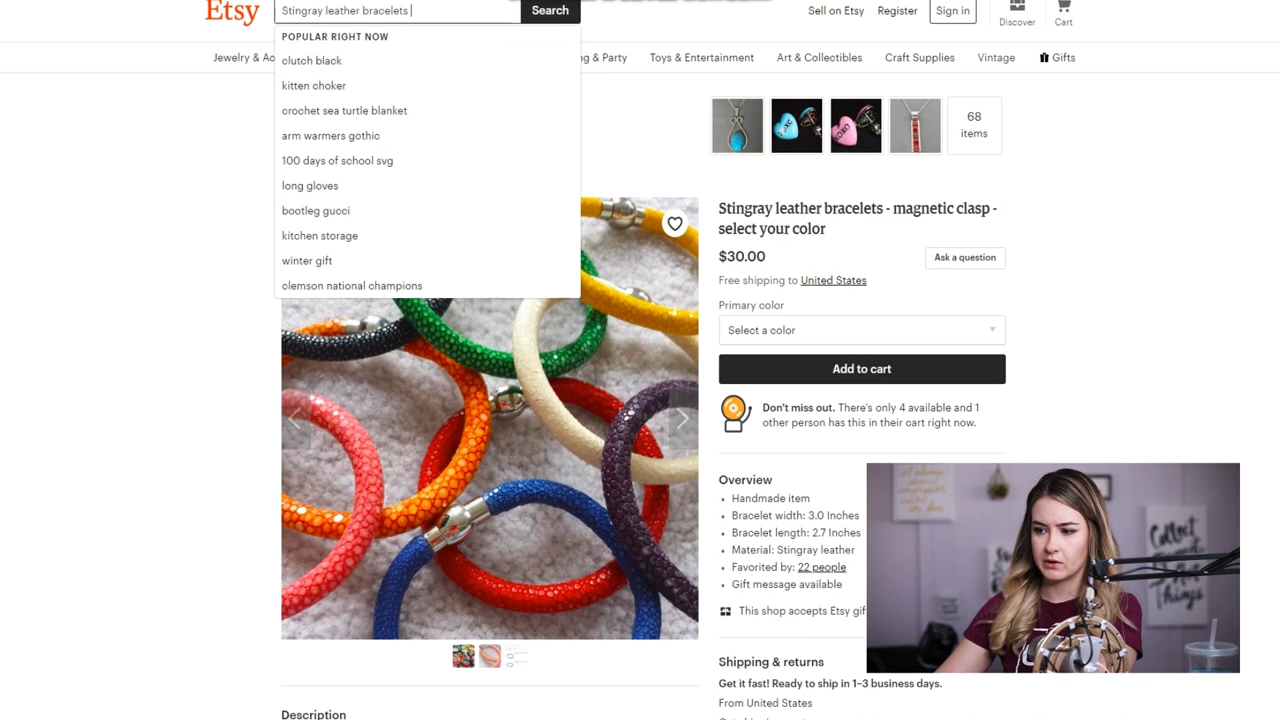 Etsy
Stingray leather bracelets
Search
Sell on Etsy
Register
Sign in
Discover
Cart
POPULAR RIGHT NOW
clutch black
kitten choker
crochet sea turtle blanket
arm warmers gothic
100 days of school svg
long gloves
bootleg gucci
kitchen storage
winter gift
clemson national champions
Jewelry & Ac
g & Party
Toys & Entertainment
Art & Collectibles
Craft Supplies
Vintage
Gifts
68
items
Stingray leather bracelets - magnetic clasp -
select your color
$30.00
Ask a question
Free shipping to United States
Primary color
Select a color
Add to cart
Don't miss out. There's only 4 available and 1
other person has this in their cart right now.
Overview
• Handmade item
• Bracelet width: 3.0 Inches
• Bracelet length: 2.7 Inches
• Material: Stingray leather
• Favorited by: 22 people
• Gift message available
This shop accepts Etsy gif
Collect
Things
Shipping & returns
Get it fast! Ready to ship in 1–3 business days.
From United States
Description